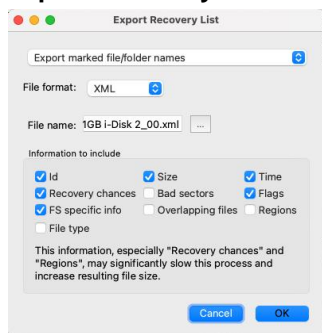 Export Recovery List
Export marked file/folder names
File format: XML
File name: 1GB i-Disk 2_00.xml ...
Information to include
Id Size Time
Recovery chances Bad sectors Flags
FS specific info Overlapping files Regions
File type
This information, especially "Recovery chances" and
"Regions", may significantly slow this process and
increase resulting file size.
Cancel OK